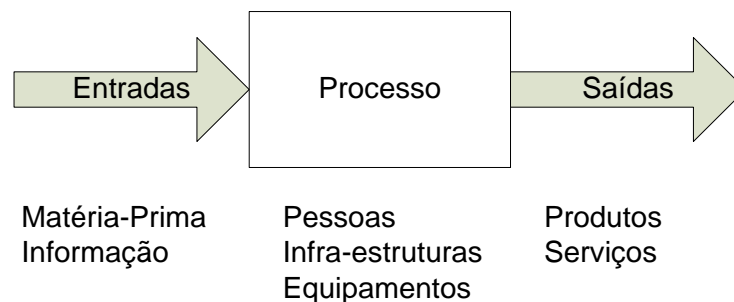 Entradas
Processo
Saídas
Matéria-Prima
Informação
Pessoas
Infra-estruturas
Equipamentos
Produtos
Serviços